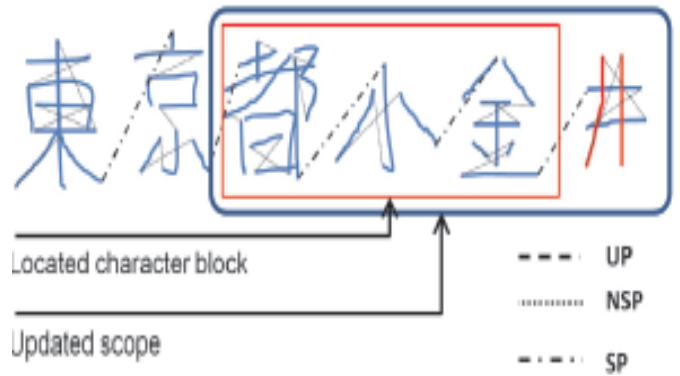 東京都小金井
Located character block
Updated scope
UP
NSP
SP